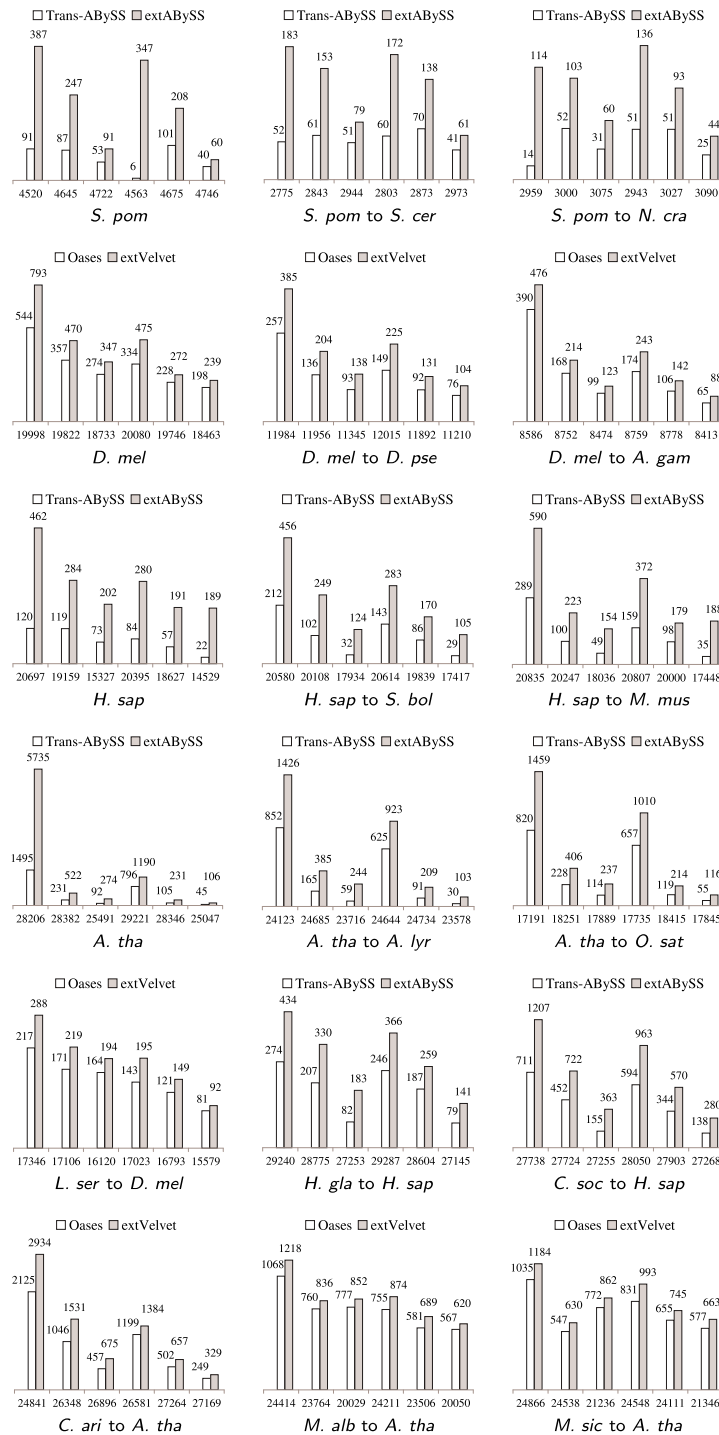 Trans-ABySS extABySS
387 347
247
208
91 87 53 91 6 101 40 60
4520 4645 4722 4563 4675 4746
S. pom
Trans-ABySS extABySS
183 153 172 138
52 61 51 79 60 70 41 61
2775 2843 2944 2803 2873 2973
S. pom to S. cer
Trans-ABySS extABySS
114 103 136 93
14 52 31 60 51 51 25 44
2959 3000 3075 2943 3027 3090
S. pom to N. cra
Oases extVelvet
793
544 357 470 274 347 334 475 228 272 198 239
19998 19822 18733 20080 19746 18463
D. mel
Oases extVelvet
385
257 136 204 93 138 149 225 92 131 76 104
11984 11956 11345 12015 11892 11210
D. mel to D. pse
Oases extVelvet
476
390 168 214 99 123 174 243 106 142 65
8586 8752 8474 8759 8778 8413
D. mel to A. gam
Trans-ABySS extABySS
462
120 119 284 73 202 84 280 57 191 22 189
20697 19159 15327 20395 18627 14529
H. sap
Trans-ABySS extABySS
456
212 102 249 32 124 143 283 86 170 29 105
20580 20108 17934 20614 19839 17417
H. sap to S. bol
Trans-ABySS extABySS
590
289 100 223 49 154 159 372 98 179 35 188
20835 20247 18036 20807 20000 17448
H. sap to M. mus
Trans-ABySS extABySS
5735
1495 231 522 92 274 796 1190 105 231 45 106
28206 28382 25491 29221 28346 25047
A. tha
Trans-ABySS extABySS
1426
852 165 385 59 244 625 923 91 209 30 103
24123 24685 23716 24644 24734 23578
A. tha to A. lyr
Trans-ABySS extABySS
1459
820 228 406 114 237 657 1010 119 214 55 116
17191 18251 17889 17735 18415 17845
A. tha to O. sat
Oases extVelvet
288
217 171 219 164 194 143 195 121 149 81 92
17346 17106 16120 17023 16793 15579
L. ser to D. mel
Trans-ABySS extABySS
434
274 207 330 82 183 246 366 187 259 79 141
29240 28775 27253 29287 28604 27145
H. gla to H. sap
Trans-ABySS extABySS
1207
711 452 722 155 363 594 963 344 570 138 280
27738 27724 27255 28050 27903 27268
C. soc to H. sap
Oases extVelvet
2934
2125 1046 1531 457 675 1199 1384 502 657 249 329
24841 26348 26896 26581 27264 27169
C. ari to A. tha
Oases extVelvet
1218
1068 760 836 777 852 755 874 581 689 567 620
24414 23764 20029 24211 23506 20050
M. alb to A. tha
Oases extVelvet
1184
1035 547 630 772 862 831 993 655 745 577 663
24866 24538 21236 24548 24111 21346
M. sic to A. tha